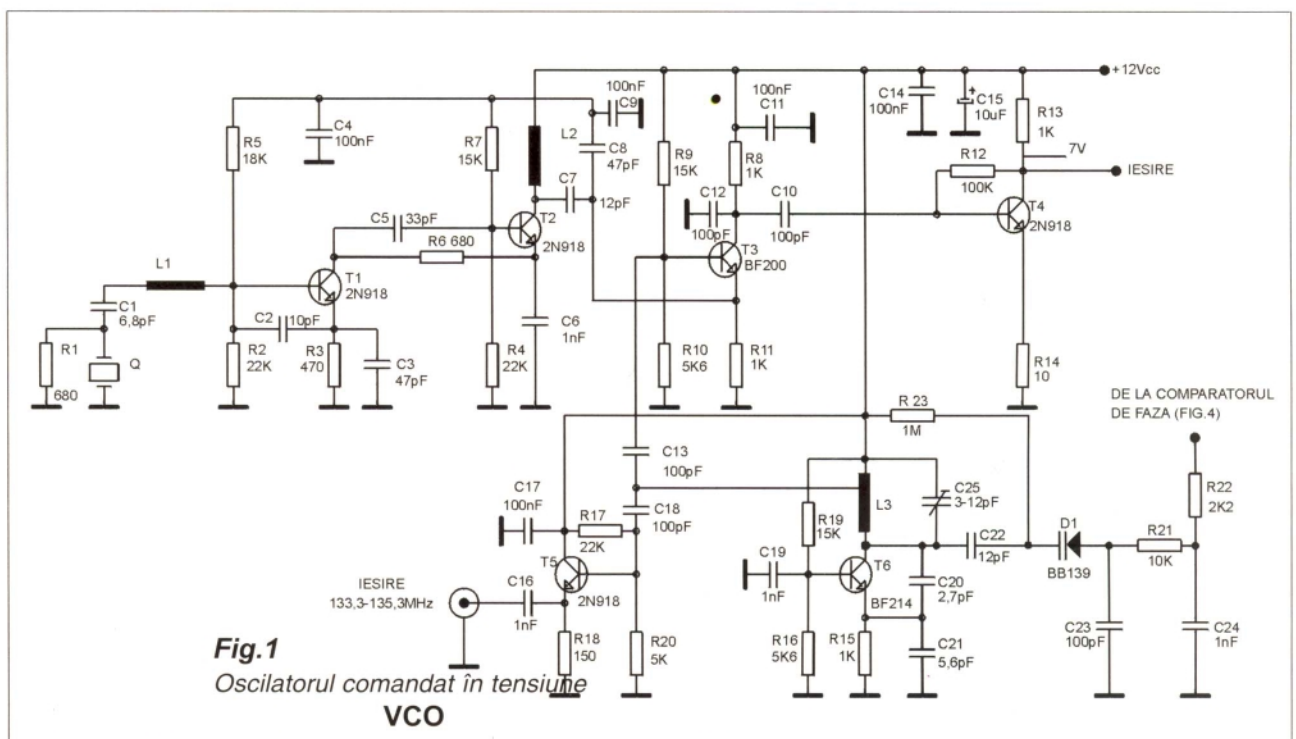 +12Vcc
100nF
C9
100nF
C11
C14
100nF
C15
10uF
+
R13
1K
7V
IESIRE
R5
18K
C4
100nF
R7
15K
L2
C8
47pF
C7
12pF
R9
15K
R8
1K
R12
100K
C12
100pF
C10
100pF
T4
2N918
C5
33pF
R6 680
T2
2N918
T3
BF200
L1
T1
2N918
C1
6,8pF
C2
10pF
C6
1nF
R1
680
Q
R2
22K
R3
470
C3
47pF
R4
22K
R10
5K6
R11
1K
R14
10
DE LA COMPARATORUL
DE FAZA (FIG.4)
R 23
1M
C13
100pF
C17
100nF
R17
22K
C18
100pF
L3
C25
3-12pF
R22
2K2
R19
15K
C22
12pF
D1
BB139
R21
10K
T5
2N918
C19
1nF
T6
BF214
C20
2,7pF
IESIRE
133,3-135,3MHz
C16
1nF
R18
150
R20
5K
R16
5K6
R15
1K
C21
5,6pF
C23
100pF
C24
1nF
Fig.1
Oscilatorul comandat în tensiune
VCO